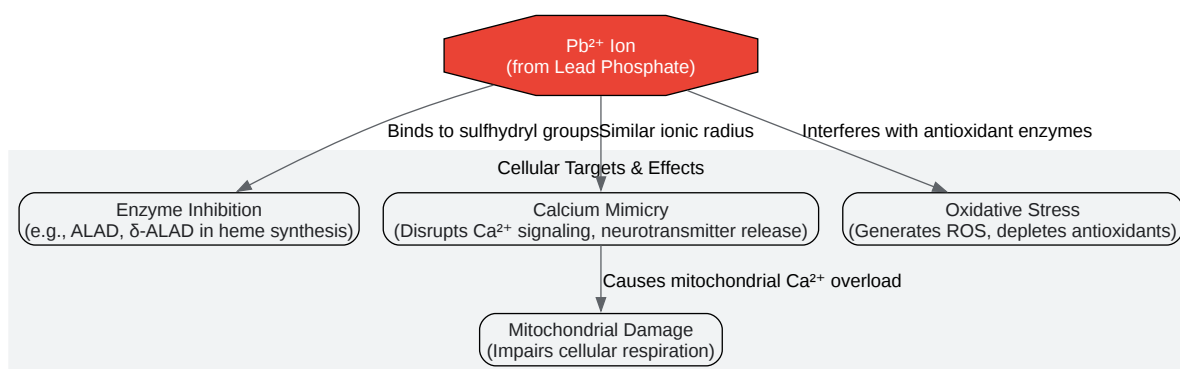 Pb²⁺ Ion
(from Lead Phosphate)
Binds to sulfhydryl groups
Similar ionic radius
Interferes with antioxidant enzymes
Cellular Targets & Effects
Enzyme Inhibition
(e.g., ALAD, δ-ALAD in heme synthesis)
Calcium Mimicry
(Disrupts Ca²⁺ signaling, neurotransmitter release)
Oxidative Stress
(Generates ROS, depletes antioxidants)
Causes mitochondrial Ca²⁺ overload
Mitochondrial Damage
(Impairs cellular respiration)